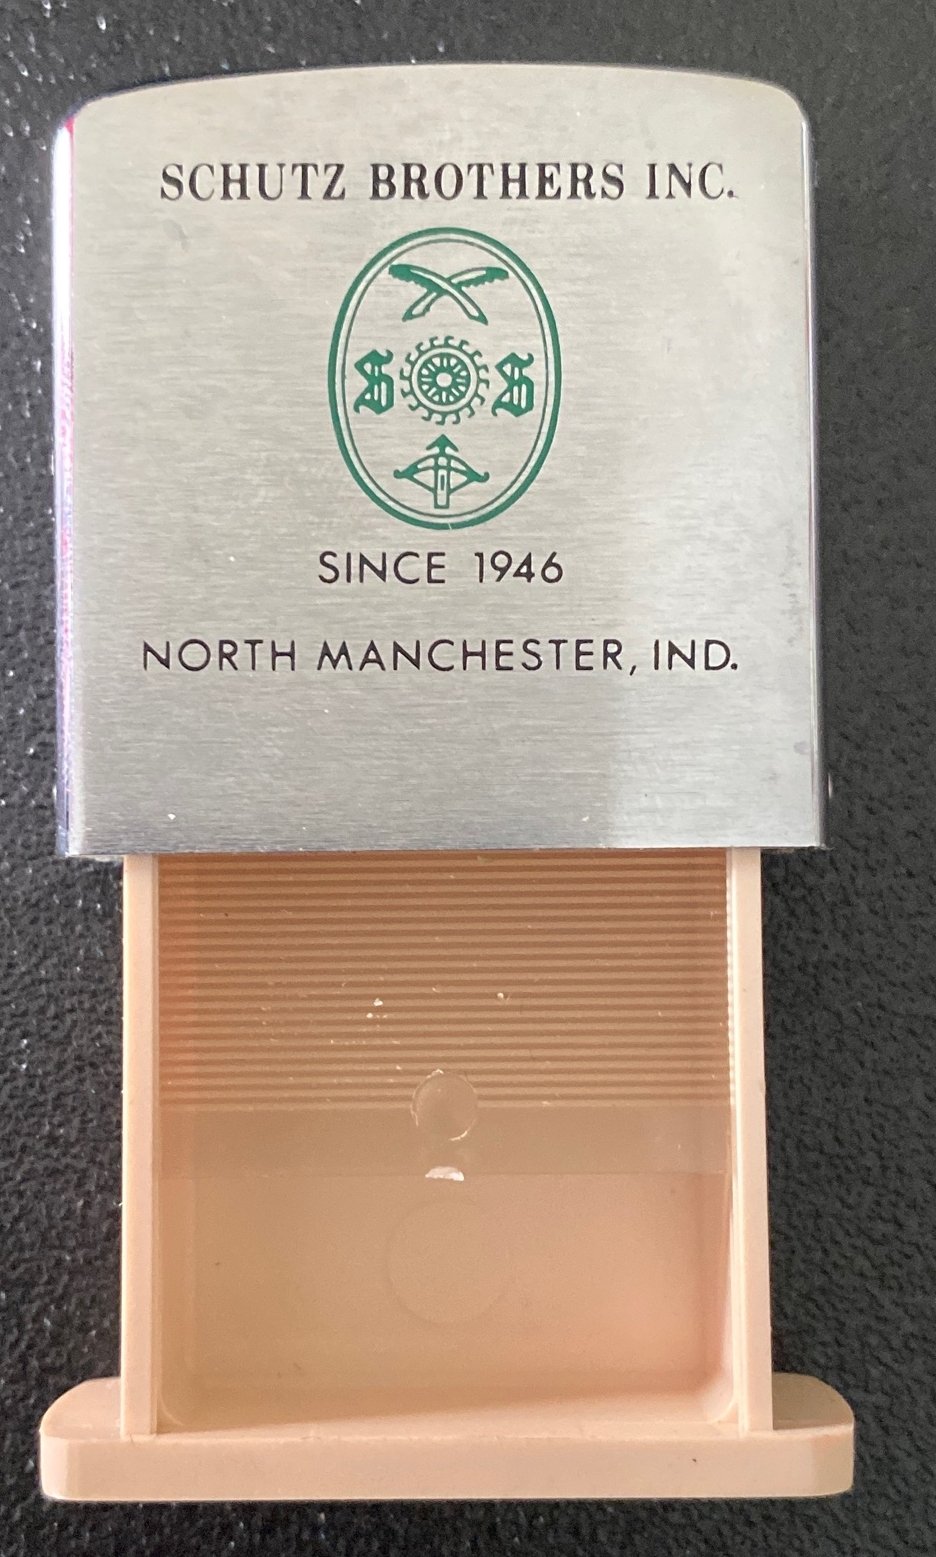 SCHUTZ BROTHERS INC.
S S
SINCE 1946
NORTH MANCHESTER, IND.